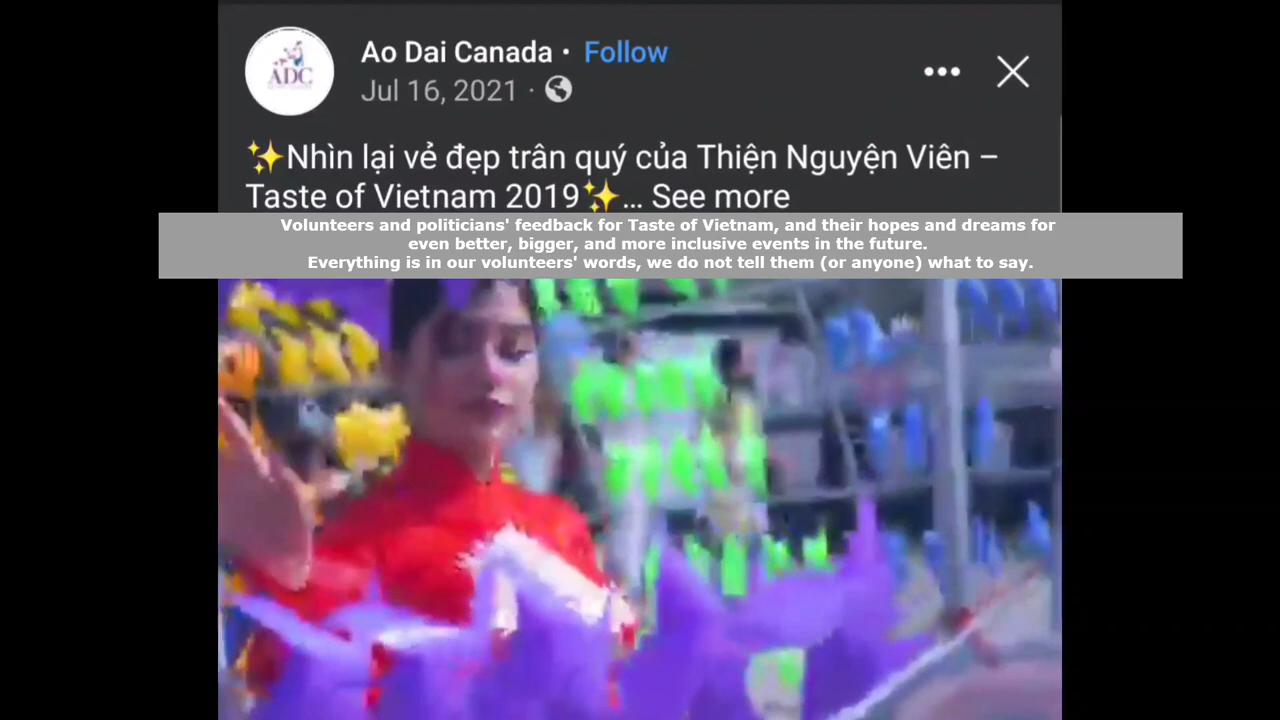 ADC
Ao Dai Canada · Follow
Jul 16, 2021 ·
✨Nhìn lại vẻ đẹp trân quý của Thiện Nguyện Viên –
Taste of Vietnam 2019✨... See more
Volunteers and politicians' feedback for Taste of Vietnam, and their hopes and dreams for
even better, bigger, and more inclusive events in the future.
Everything is in our volunteers' words, we do not tell them (or anyone) what to say.